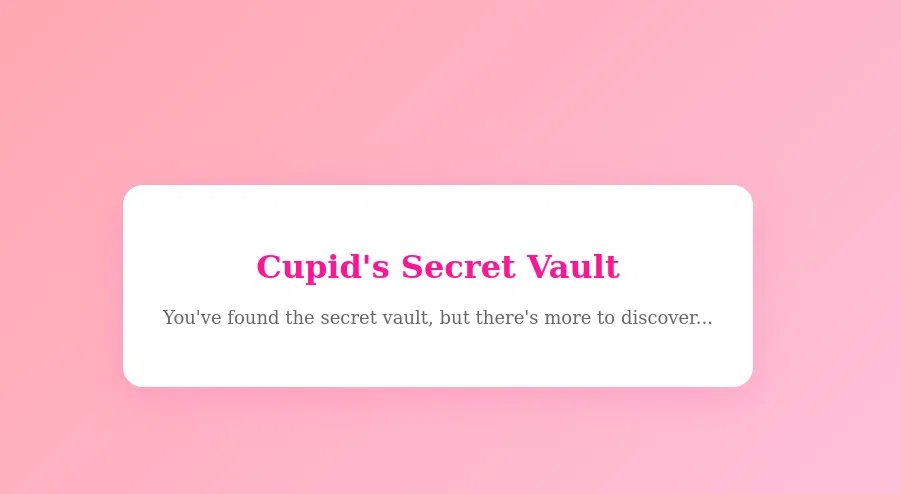 Cupid's Secret Vault
You've found the secret vault, but there's more to discover...